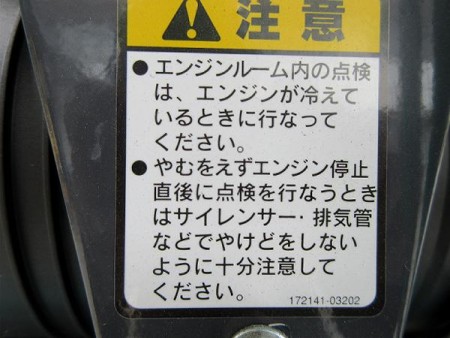 注意
●エンジンルーム内の点検
は、エンジンが冷えて
いるときに行なって
ください。
●やむをえずエンジン停止
直後に点検を行なうとき
はサイレンサー・排気管
などでやけどをしない
ように十分注意して
ください。
172141-03202